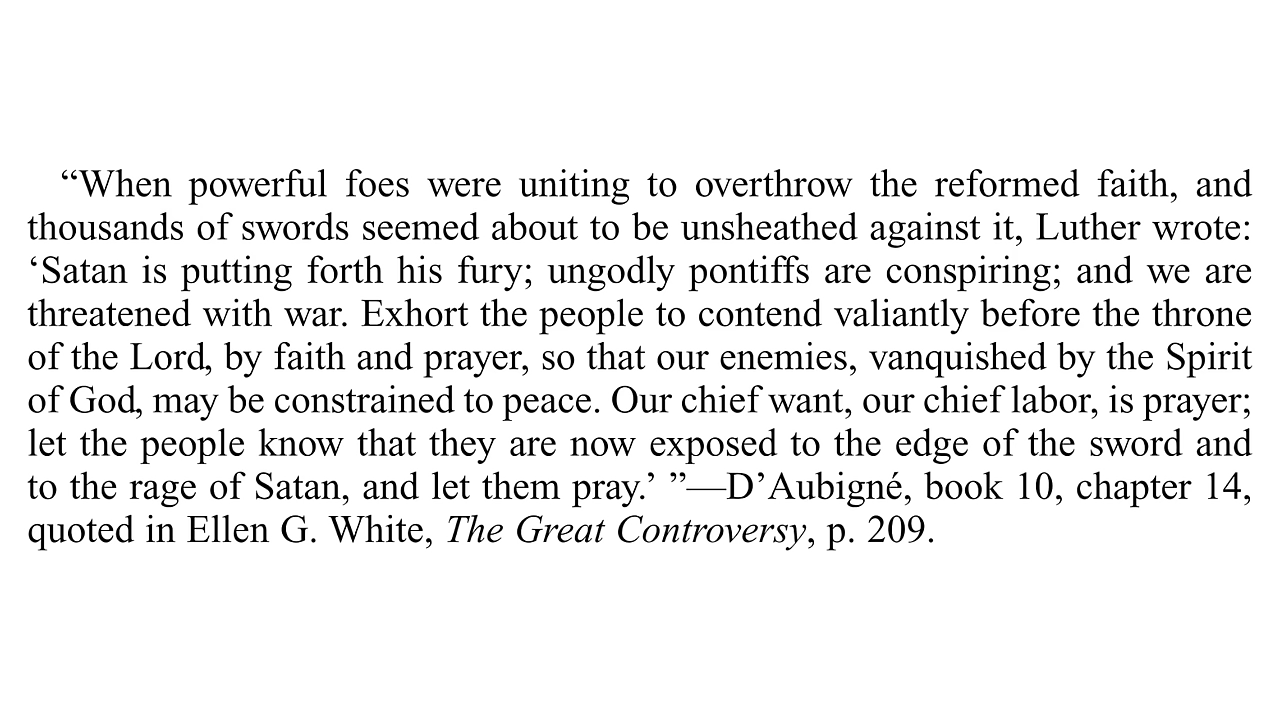 “When powerful foes were uniting to overthrow the reformed faith, and
thousands of swords seemed about to be unsheathed against it, Luther wrote:
‘Satan is putting forth his fury; ungodly pontiffs are conspiring; and we are
threatened with war. Exhort the people to contend valiantly before the throne
of the Lord, by faith and prayer, so that our enemies, vanquished by the Spirit
of God, may be constrained to peace. Our chief want, our chief labor, is prayer;
let the people know that they are now exposed to the edge of the sword and
to the rage of Satan, and let them pray.’ ”—D’Aubigné, book 10, chapter 14,
quoted in Ellen G. White, The Great Controversy, p. 209.